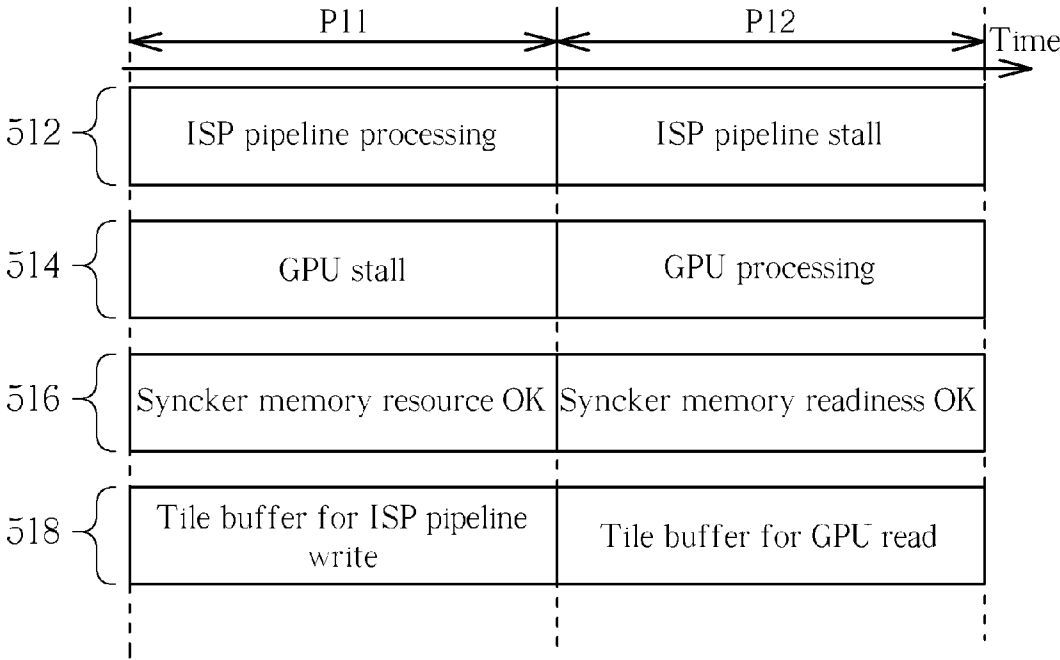 P11 P12
Time
512 ISP pipeline processing ISP pipeline stall
514 GPU stall GPU processing
516 Syncker memory resource OK Syncker memory readiness OK
Tile buffer for ISP pipeline
518 write Tile buffer for GPU read